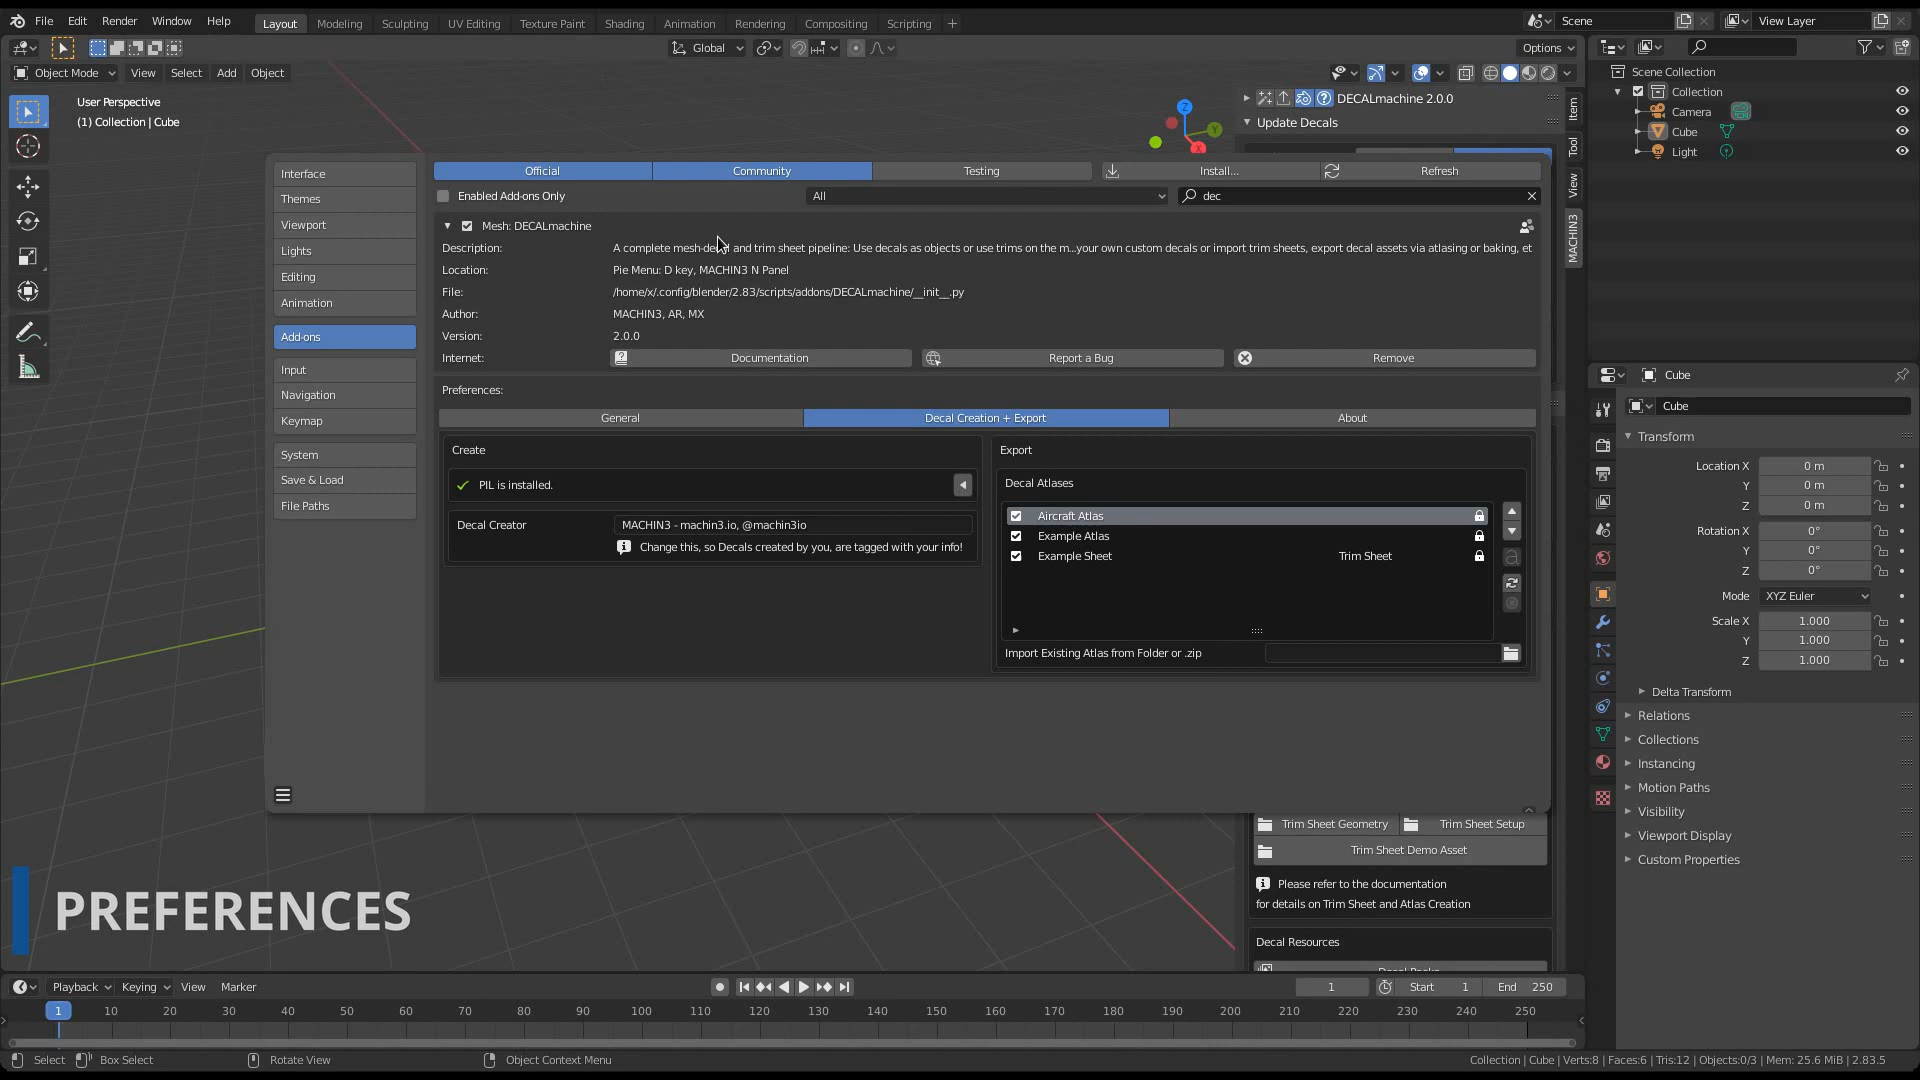 File Edit Render Window Help
Layout Modeling Sculpting UV Editing Texture Paint Shading Animation Rendering Compositing Scripting +
Scene
View Layer
Global
Options
Object Mode View Select Add Object
User Perspective
(1) Collection | Cube
DECALmachine 2.0.0
Update Decals
Item
Tool
View
MACHIN3
Scene Collection
Collection
Camera
Cube
Light
Interface
Themes
Viewport
Lights
Editing
Animation
Add-ons
Input
Navigation
Keymap
System
Save & Load
File Paths
Official Community Testing Install... Refresh
Enabled Add-ons Only All dec
Mesh: DECALmachine
Description: A complete mesh-decal and trim sheet pipeline: Use decals as objects or use trims on the m...your own custom decals or import trim sheets, export decal assets via atlasing or baking, et
Location: Pie Menu: D key, MACHIN3 N Panel
File: /home/x/.config/blender/2.83/scripts/addons/DECALmachine/__init__.py
Author: MACHIN3, AR, MX
Version: 2.0.0
Internet: Documentation Report a Bug Remove
Preferences:
General Decal Creation + Export About
Create
PIL is installed.
Decal Creator MACHIN3 - machin3.io, @machin3io
Change this, so Decals created by you, are tagged with your info!
Export
Decal Atlases
Aircraft Atlas
Example Atlas
Example Sheet Trim Sheet
Import Existing Atlas from Folder or .zip
Trim Sheet Geometry Trim Sheet Setup
Trim Sheet Demo Asset
Please refer to the documentation
for details on Trim Sheet and Atlas Creation
Decal Resources
Cube
Cube
Transform
Location X 0 m
Y 0 m
Z 0 m
Rotation X 0°
Y 0°
Z 0°
Mode XYZ Euler
Scale X 1.000
Y 1.000
Z 1.000
Delta Transform
Relations
Collections
Instancing
Motion Paths
Visibility
Viewport Display
Custom Properties
PREFERENCES
Playback Keying View Marker
1 Start 1 End 250
1 10 20 30 40 50 60 70 80 90 100 110 120 130 140 150 160 170 180 190 200 210 220 230 240 250
Select Box Select Rotate View Object Context Menu
Collection | Cube | Verts:8 | Faces:6 | Tris:12 | Objects:0/3 | Mem: 25.6 MiB | 2.83.5